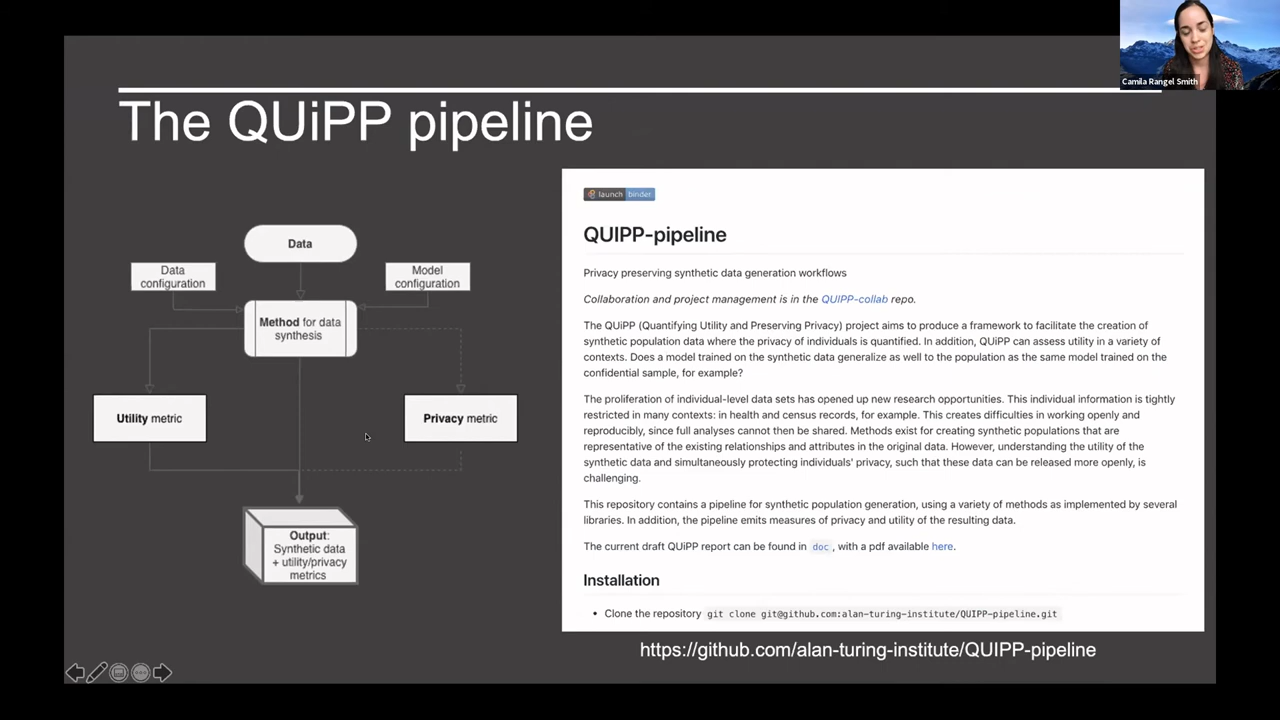 Camila Rangel Smith
The QUiPP pipeline
Data
Data
configuration
Model
configuration
Method for data
synthesis
Utility metric
Privacy metric
Output:
Synthetic data
+ utility/privacy
metrics
launch binder
QUIPP-pipeline
Privacy preserving synthetic data generation workflows
Collaboration and project management is in the QUIPP-collab repo.
The QUiPP (Quantifying Utility and Preserving Privacy) project aims to produce a framework to facilitate the creation of
synthetic population data where the privacy of individuals is quantified. In addition, QUiPP can assess utility in a variety of
contexts. Does a model trained on the synthetic data generalize as well to the population as the same model trained on the
confidential sample, for example?
The proliferation of individual-level data sets has opened up new research opportunities. This individual information is tightly
restricted in many contexts: in health and census records, for example. This creates difficulties in working openly and
reproducibly, since full analyses cannot then be shared. Methods exist for creating synthetic populations that are
representative of the existing relationships and attributes in the original data. However, understanding the utility of the
synthetic data and simultaneously protecting individuals' privacy, such that these data can be released more openly, is
challenging.
This repository contains a pipeline for synthetic population generation, using a variety of methods as implemented by several
libraries. In addition, the pipeline emits measures of privacy and utility of the resulting data.
The current draft QUiPP report can be found in doc, with a pdf available here.
Installation
• Clone the repository git clone git@github.com:alan-turing-institute/QUIPP-pipeline.git
https://github.com/alan-turing-institute/QUIPP-pipeline